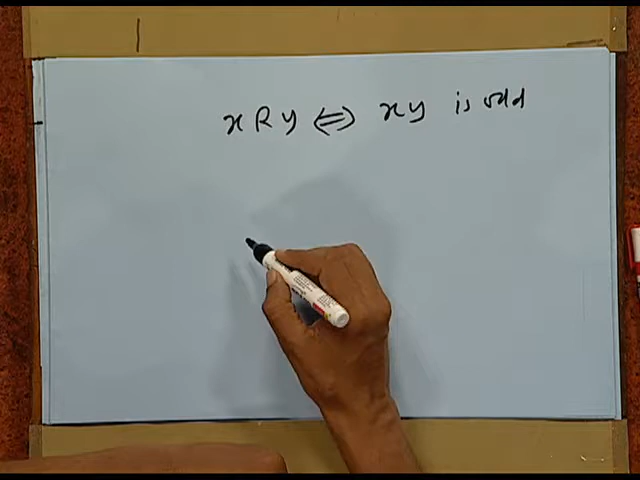 x R y ⇔ xy is odd